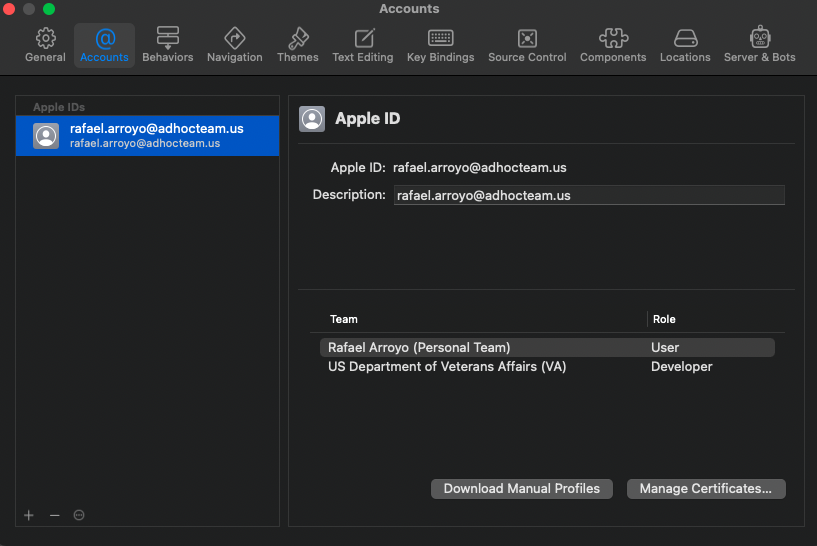 Accounts
General Accounts Behaviors Navigation Themes Text Editing Key Bindings Source Control Components Locations Server & Bots
Apple IDs
rafael.arroyo@adhocteam.us
rafael.arroyo@adhocteam.us
Apple ID
Apple ID: rafael.arroyo@adhocteam.us
Description: rafael.arroyo@adhocteam.us
Team Role
Rafael Arroyo (Personal Team) User
US Department of Veterans Affairs (VA) Developer
Download Manual Profiles Manage Certificates...